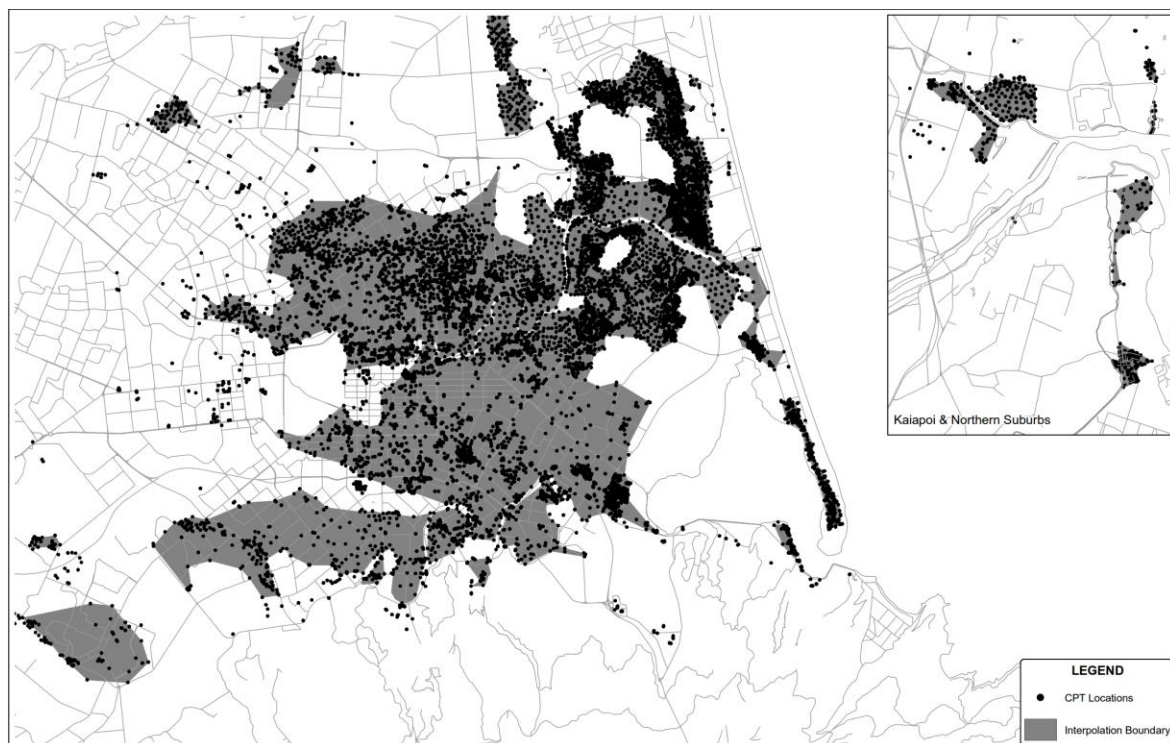 Kaiapoi & Northern Suburbs
LEGEND
CPT Locations
Interpolation Boundary